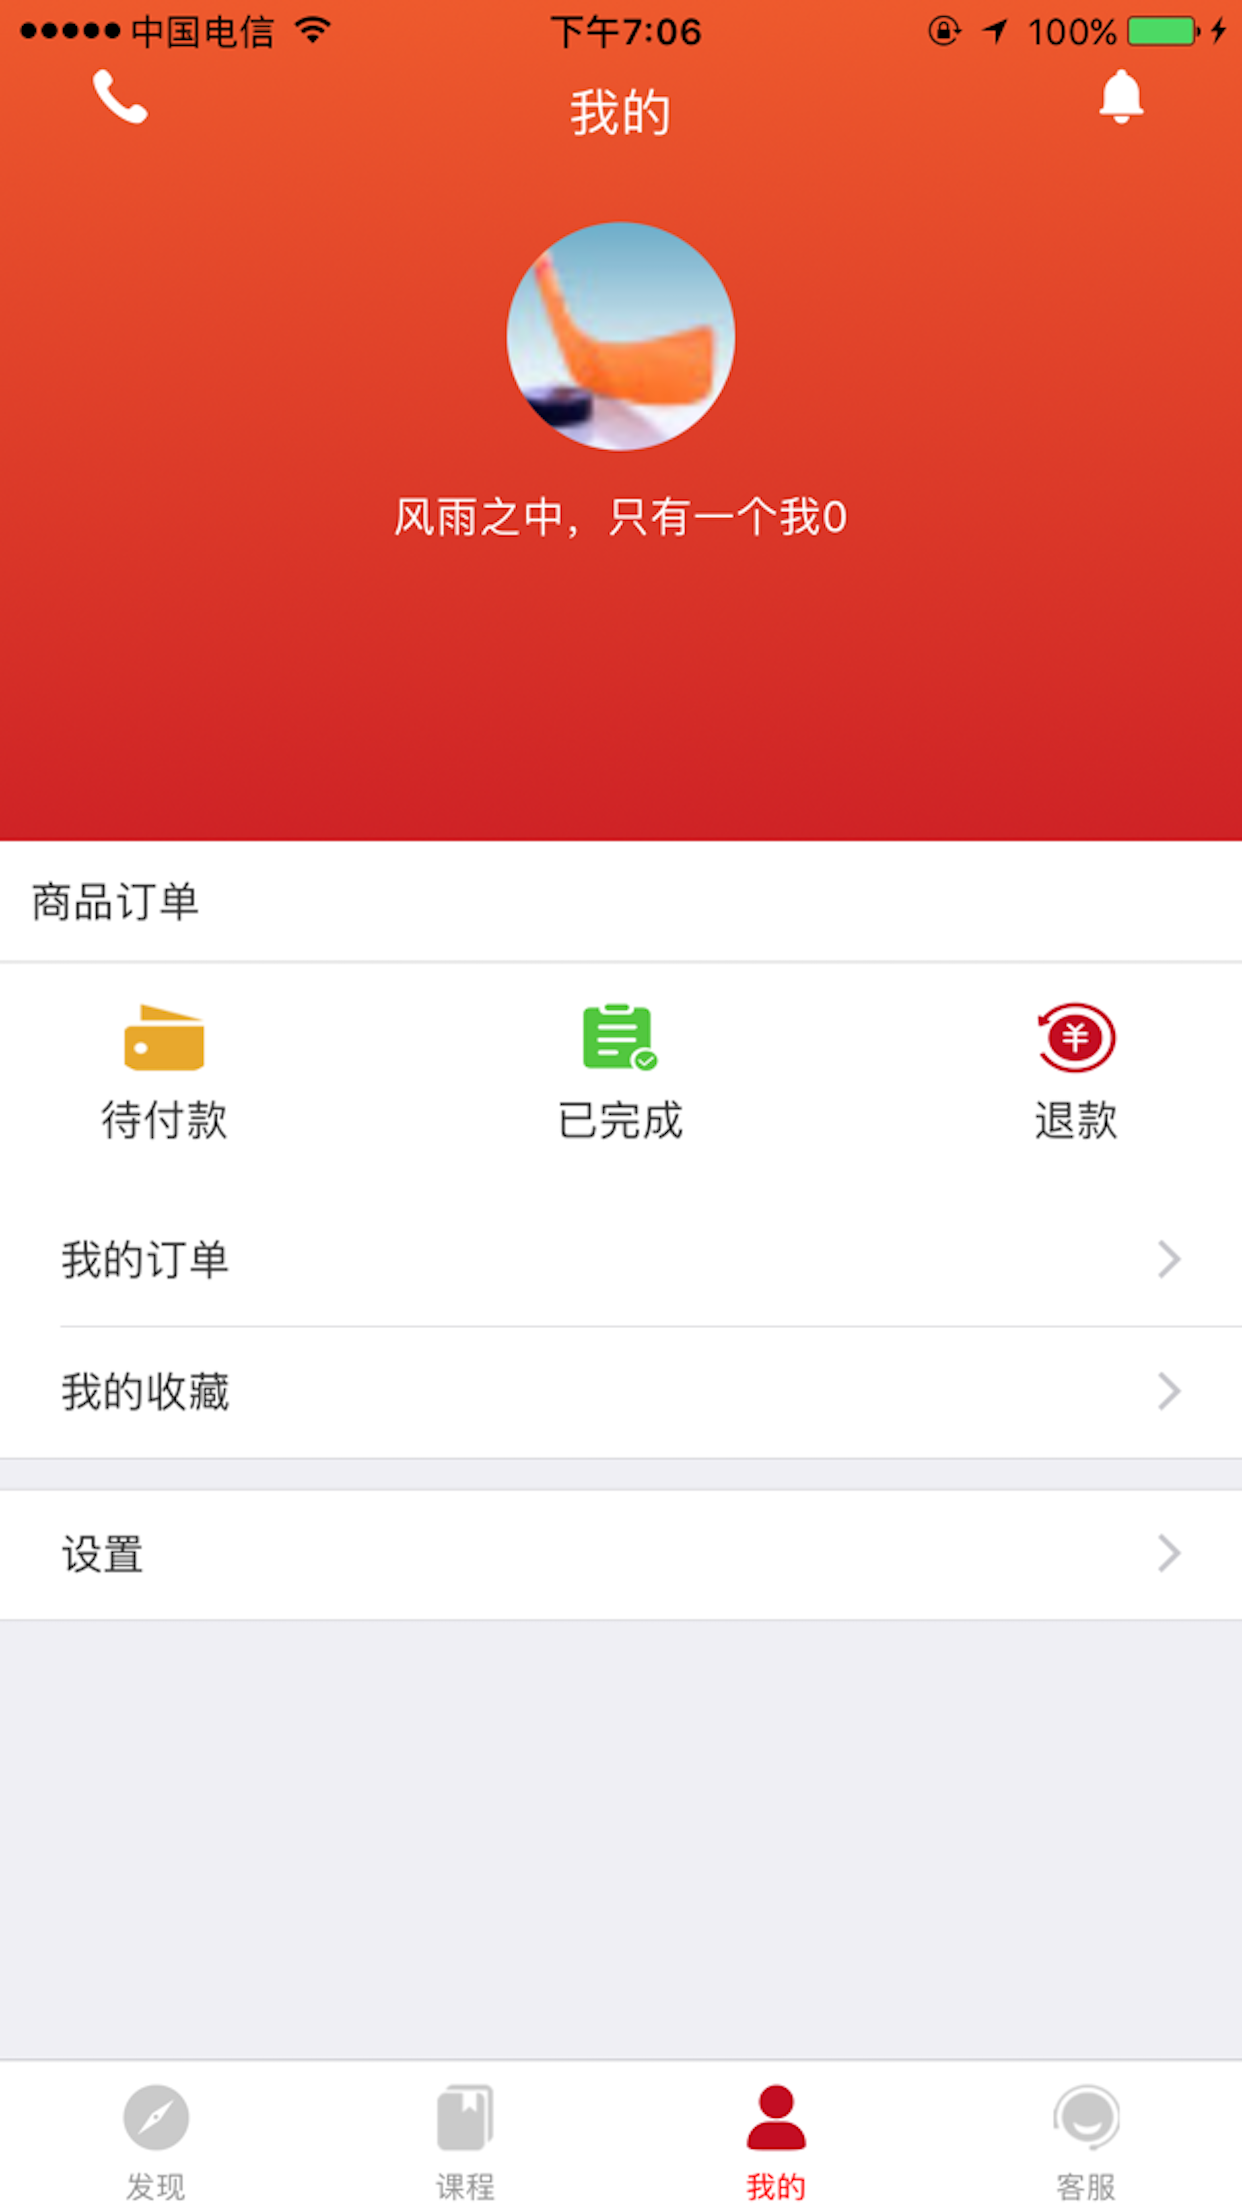 中国电信 下午7:06 100%
我的
风雨之中，只有一个我0
商品订单
待付款 已完成 退款
我的订单
我的收藏
设置
发现 课程 我的 客服